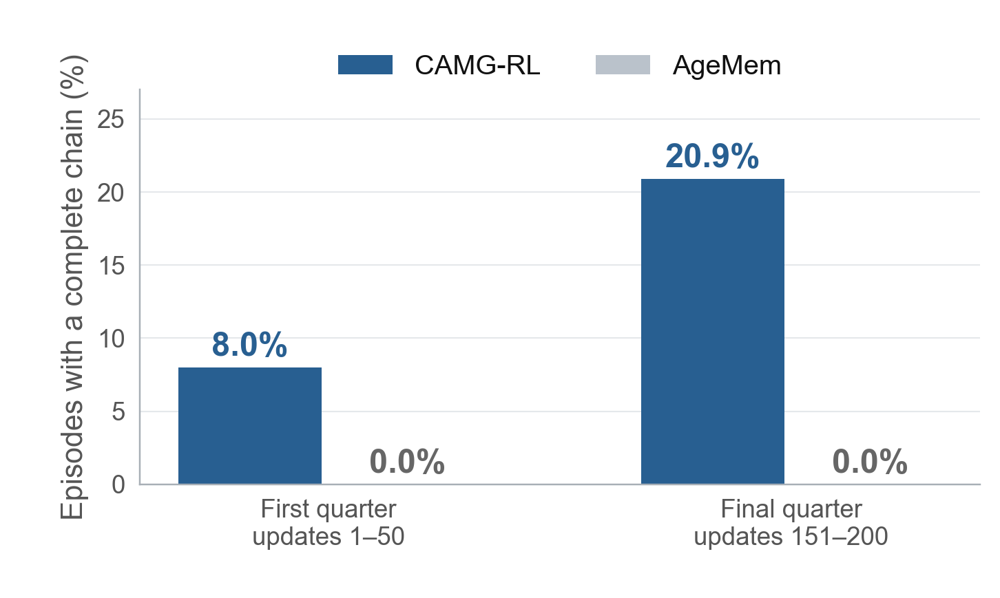 CAMG-RL
AgeMem
Episodes with a complete chain (%)
25
20
15
10
5
0
8.0%
0.0%
20.9%
0.0%
First quarter
updates 1–50
Final quarter
updates 151–200